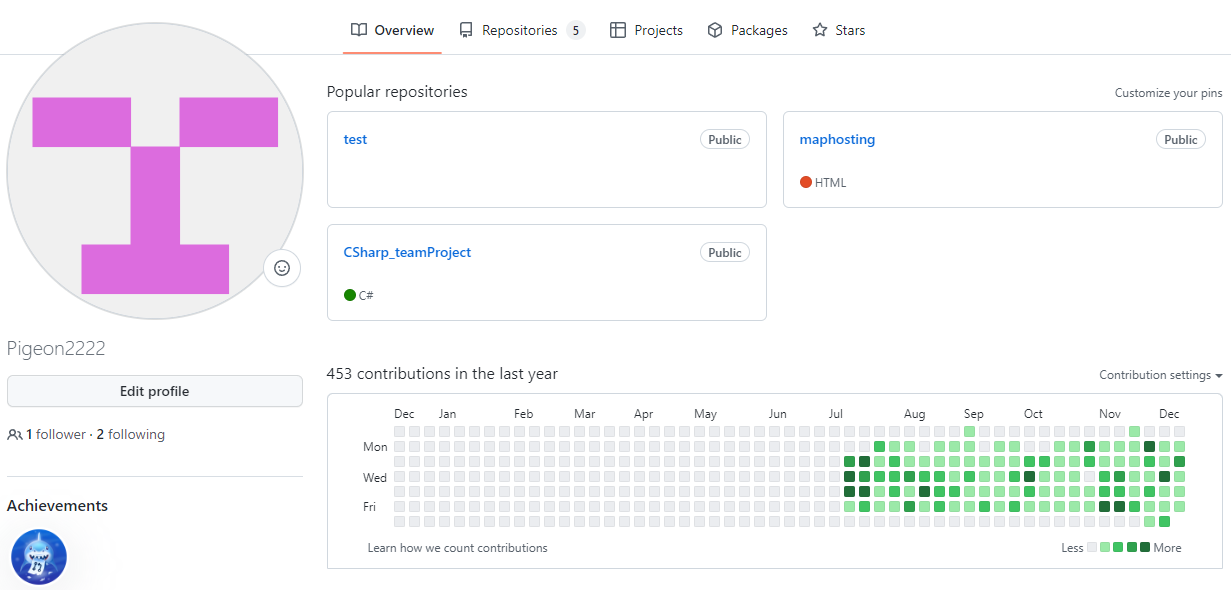 Overview Repositories 5 Projects Packages Stars
Popular repositories Customize your pins
test Public
maphosting Public
HTML
CSharp_teamProject Public
C#
Pigeon2222
Edit profile
1 follower · 2 following
Achievements
453 contributions in the last year Contribution settings
Dec Jan Feb Mar Apr May Jun Jul Aug Sep Oct Nov Dec
Mon
Wed
Fri
Learn how we count contributions Less More